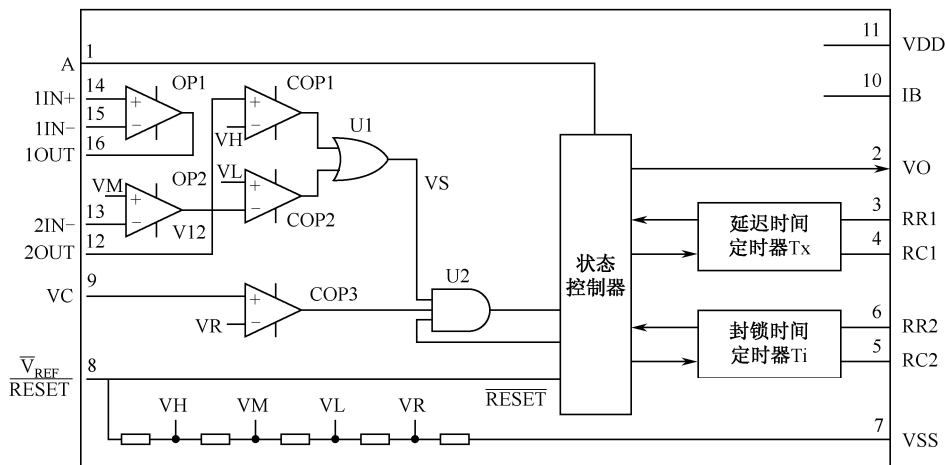 11
VDD
1
A
10
IB
14
OP1
COP1
1IN+
+
+
15
1IN−
−
−
VH
U1
16
1OUT
2
VO
VM
OP2
VL
VS
+
+
13
2IN−
−
−
V12
COP2
12
2OUT
3
RR1
延迟时间
定时器Tx
4
RC1
状态
控制器
9
VC
+
COP3
U2
VR
−
6
RR2
封锁时间
定时器Ti
5
RC2
V̅REF
8
R̅E̅S̅E̅T̅
R̅E̅S̅E̅T̅
VH
VM
VL
VR
7
VSS